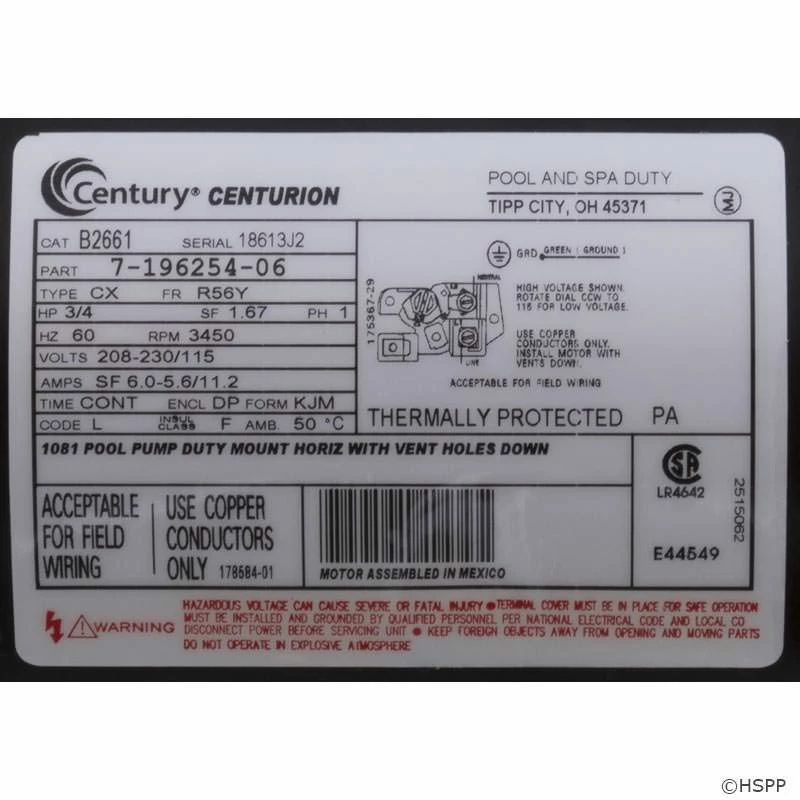 Century® CENTURION
POOL AND SPA DUTY
TIPP CITY, OH 45371
MJ
CAT B2661 SERIAL 18613J2
PART 7-196254-06
TYPE CX FR R56Y
HP 3/4 SF 1.67 PH 1
HZ 60 RPM 3450
VOLTS 208-230/115
AMPS SF 6.0-5.6/11.2
TIME CONT ENCL DP FORM KJM
CODE L INSUL CLASS F AMB. 50 °C
GRD. GREEN ( GROUND )
175367-29
NEUTRAL
LINE
HIGH VOLTAGE SHOWN.
ROTATE DIAL CCW TO
115 FOR LOW VOLTAGE.
USE COPPER
CONDUCTORS ONLY.
INSTALL MOTOR WITH
VENTS DOWN.
ACCEPTABLE FOR FIELD WIRING
THERMALLY PROTECTED PA
1081 POOL PUMP DUTY MOUNT HORIZ WITH VENT HOLES DOWN
ACCEPTABLE
FOR FIELD
WIRING
USE COPPER
CONDUCTORS
ONLY 178584-01
MOTOR ASSEMBLED IN MEXICO
SA
LR4642
E44549
2515062
WARNING
HAZARDOUS VOLTAGE CAN CAUSE SEVERE OR FATAL INJURY ● TERMINAL COVER MUST BE IN PLACE FOR SAFE OPERATION
MUST BE INSTALLED AND GROUNDED BY QUALIFIED PERSONNEL PER NATIONAL ELECTRICAL CODE AND LOCAL CO
DISCONNECT POWER BEFORE SERVICING UNIT ● KEEP FOREIGN OBJECTS AWAY FROM OPENING AND MOVING PARTS
DO NOT OPERATE IN EXPLOSIVE ATMOSPHERE
©HSPP